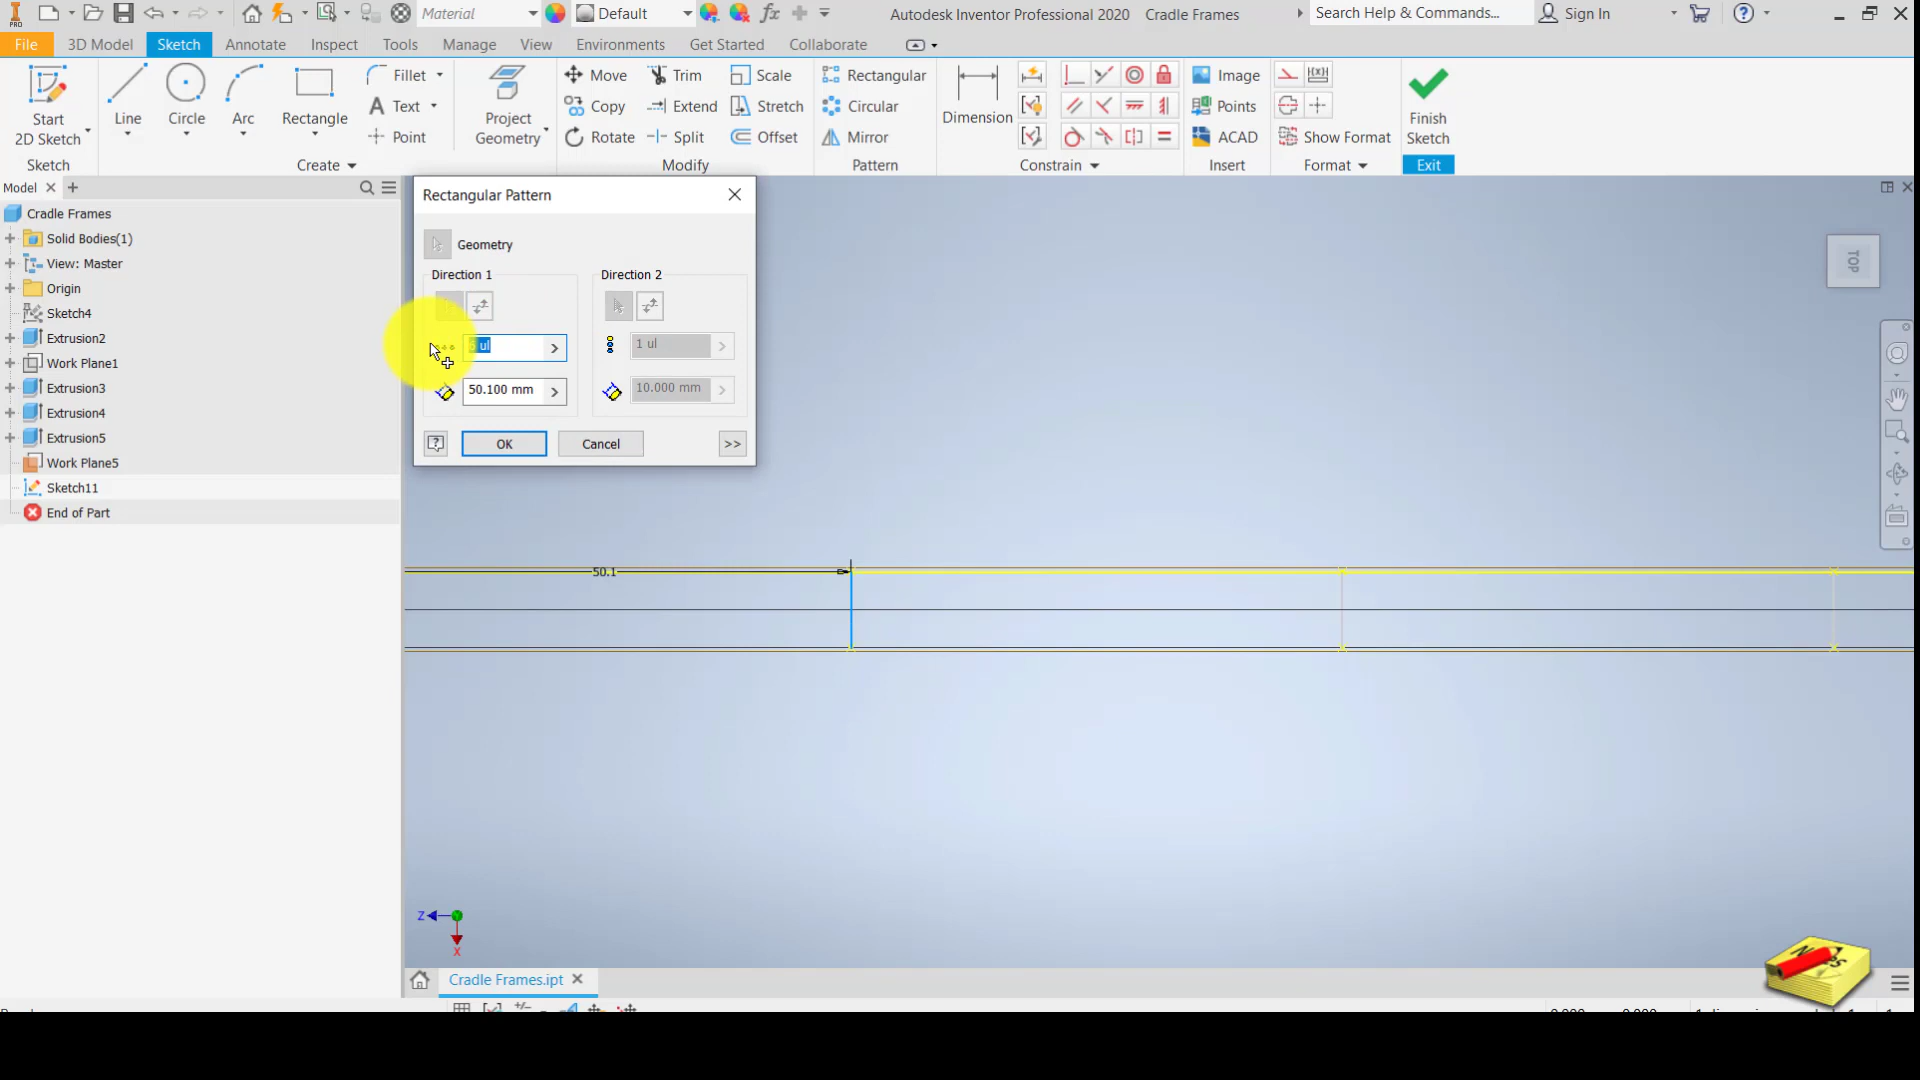 PRO
Material
Default
Autodesk Inventor Professional 2020 Cradle Frames
Search Help & Commands...
Sign In
File 3D Model Sketch Annotate Inspect Tools Manage View Environments Get Started Collaborate
Start
2D Sketch
Line
Circle
Arc
Rectangle
Fillet
Text
Point
Project
Geometry
Move
Copy
Rotate
Trim
Extend
Split
Scale
Stretch
Offset
Rectangular
Circular
Mirror
Dimension
Image
Points
ACAD
Show Format
Finish
Sketch
Sketch Create Modify Pattern Constrain Insert Format Exit
Model
Cradle Frames
Solid Bodies(1)
View: Master
Origin
Sketch4
Extrusion2
Work Plane1
Extrusion3
Extrusion4
Extrusion5
Work Plane5
Sketch11
End of Part
Rectangular Pattern
Geometry
Direction 1
Direction 2
ul
1 ul
50.100 mm
10.000 mm
OK
Cancel
>>
TOP
50.1
Z
X
Cradle Frames.ipt